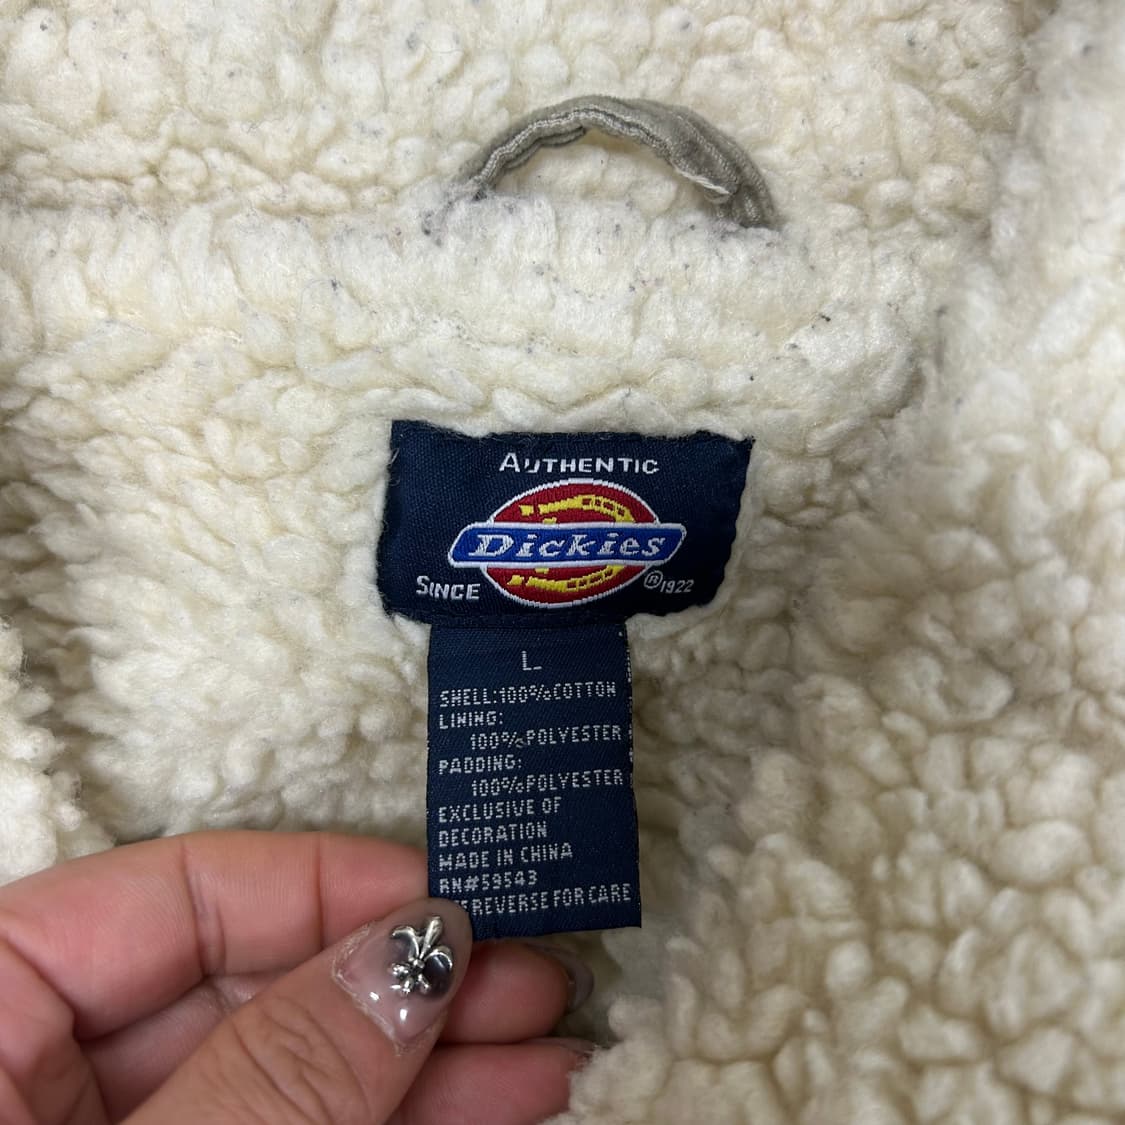 AUTHENTIC
Dickies
SINCE ®1922
L
SHELL:100%COTTON
LINING:
100%POLYESTER
PADDING:
100%POLYESTER
EXCLUSIVE OF
DECORATION
MADE IN CHINA
RN#59543
REVERSE FOR CARE